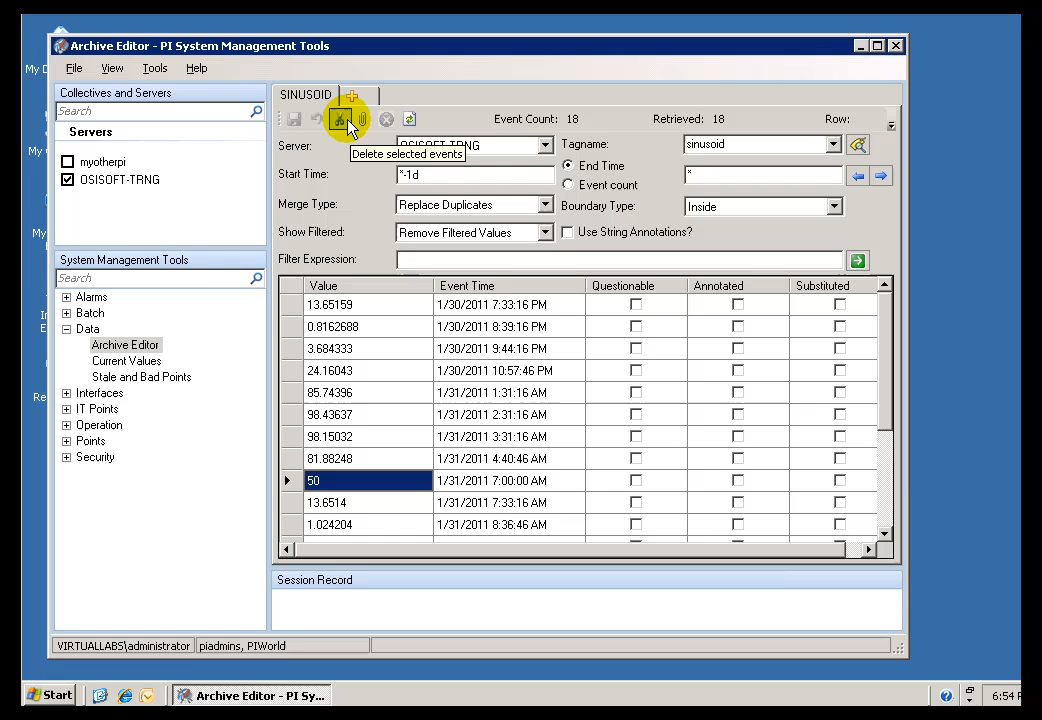 Archive Editor - PI System Management Tools
File View Tools Help
Collectives and Servers
Search
Servers
myotherpi
OSISOFT-TRNG
System Management Tools
Search
Alarms
Batch
Data
Archive Editor
Current Values
Stale and Bad Points
Interfaces
IT Points
Operation
Points
Security
SINUSOID
Event Count: 18 Retrieved: 18 Row:
Server: OSISOFT-TRNG Tagname: sinusoid
Delete selected events
Start Time: *-1d End Time *
Event count
Merge Type: Replace Duplicates Boundary Type: Inside
Show Filtered: Remove Filtered Values Use String Annotations?
Filter Expression:
Value Event Time Questionable Annotated Substituted
13.65159 1/30/2011 7:33:16 PM
0.8162688 1/30/2011 8:39:16 PM
3.684333 1/30/2011 9:44:16 PM
24.16043 1/30/2011 10:57:46 PM
85.74396 1/31/2011 1:31:16 AM
98.43637 1/31/2011 2:31:16 AM
98.15032 1/31/2011 3:31:16 AM
81.88248 1/31/2011 4:40:46 AM
50 1/31/2011 7:00:00 AM
13.6514 1/31/2011 7:33:16 AM
1.024204 1/31/2011 8:36:46 AM
Session Record
VIRTUALLABS\administrator piadmins, PIWorld
Start Archive Editor - PI Sy... 6:54
My D
My
My
In
E
Re